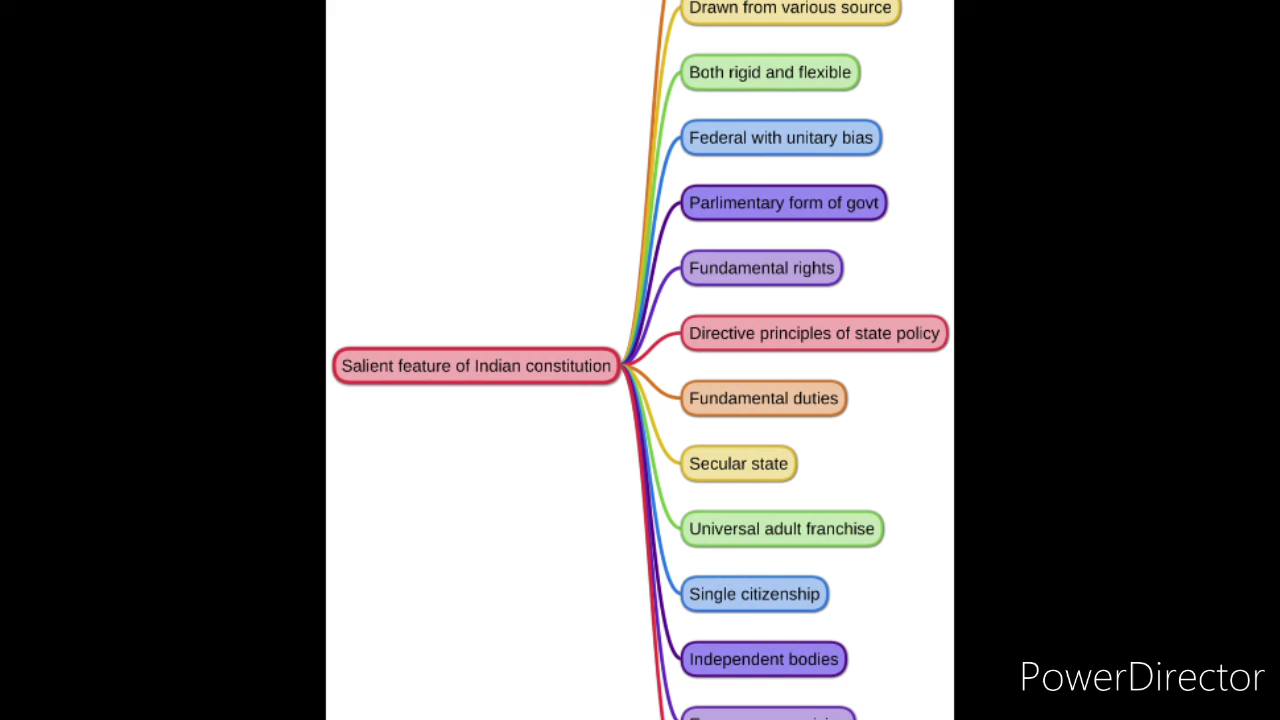 Drawn from various source
Both rigid and flexible
Federal with unitary bias
Parlimentary form of govt
Fundamental rights
Salient feature of Indian constitution
Directive principles of state policy
Fundamental duties
Secular state
Universal adult franchise
Single citizenship
Independent bodies
PowerDirector